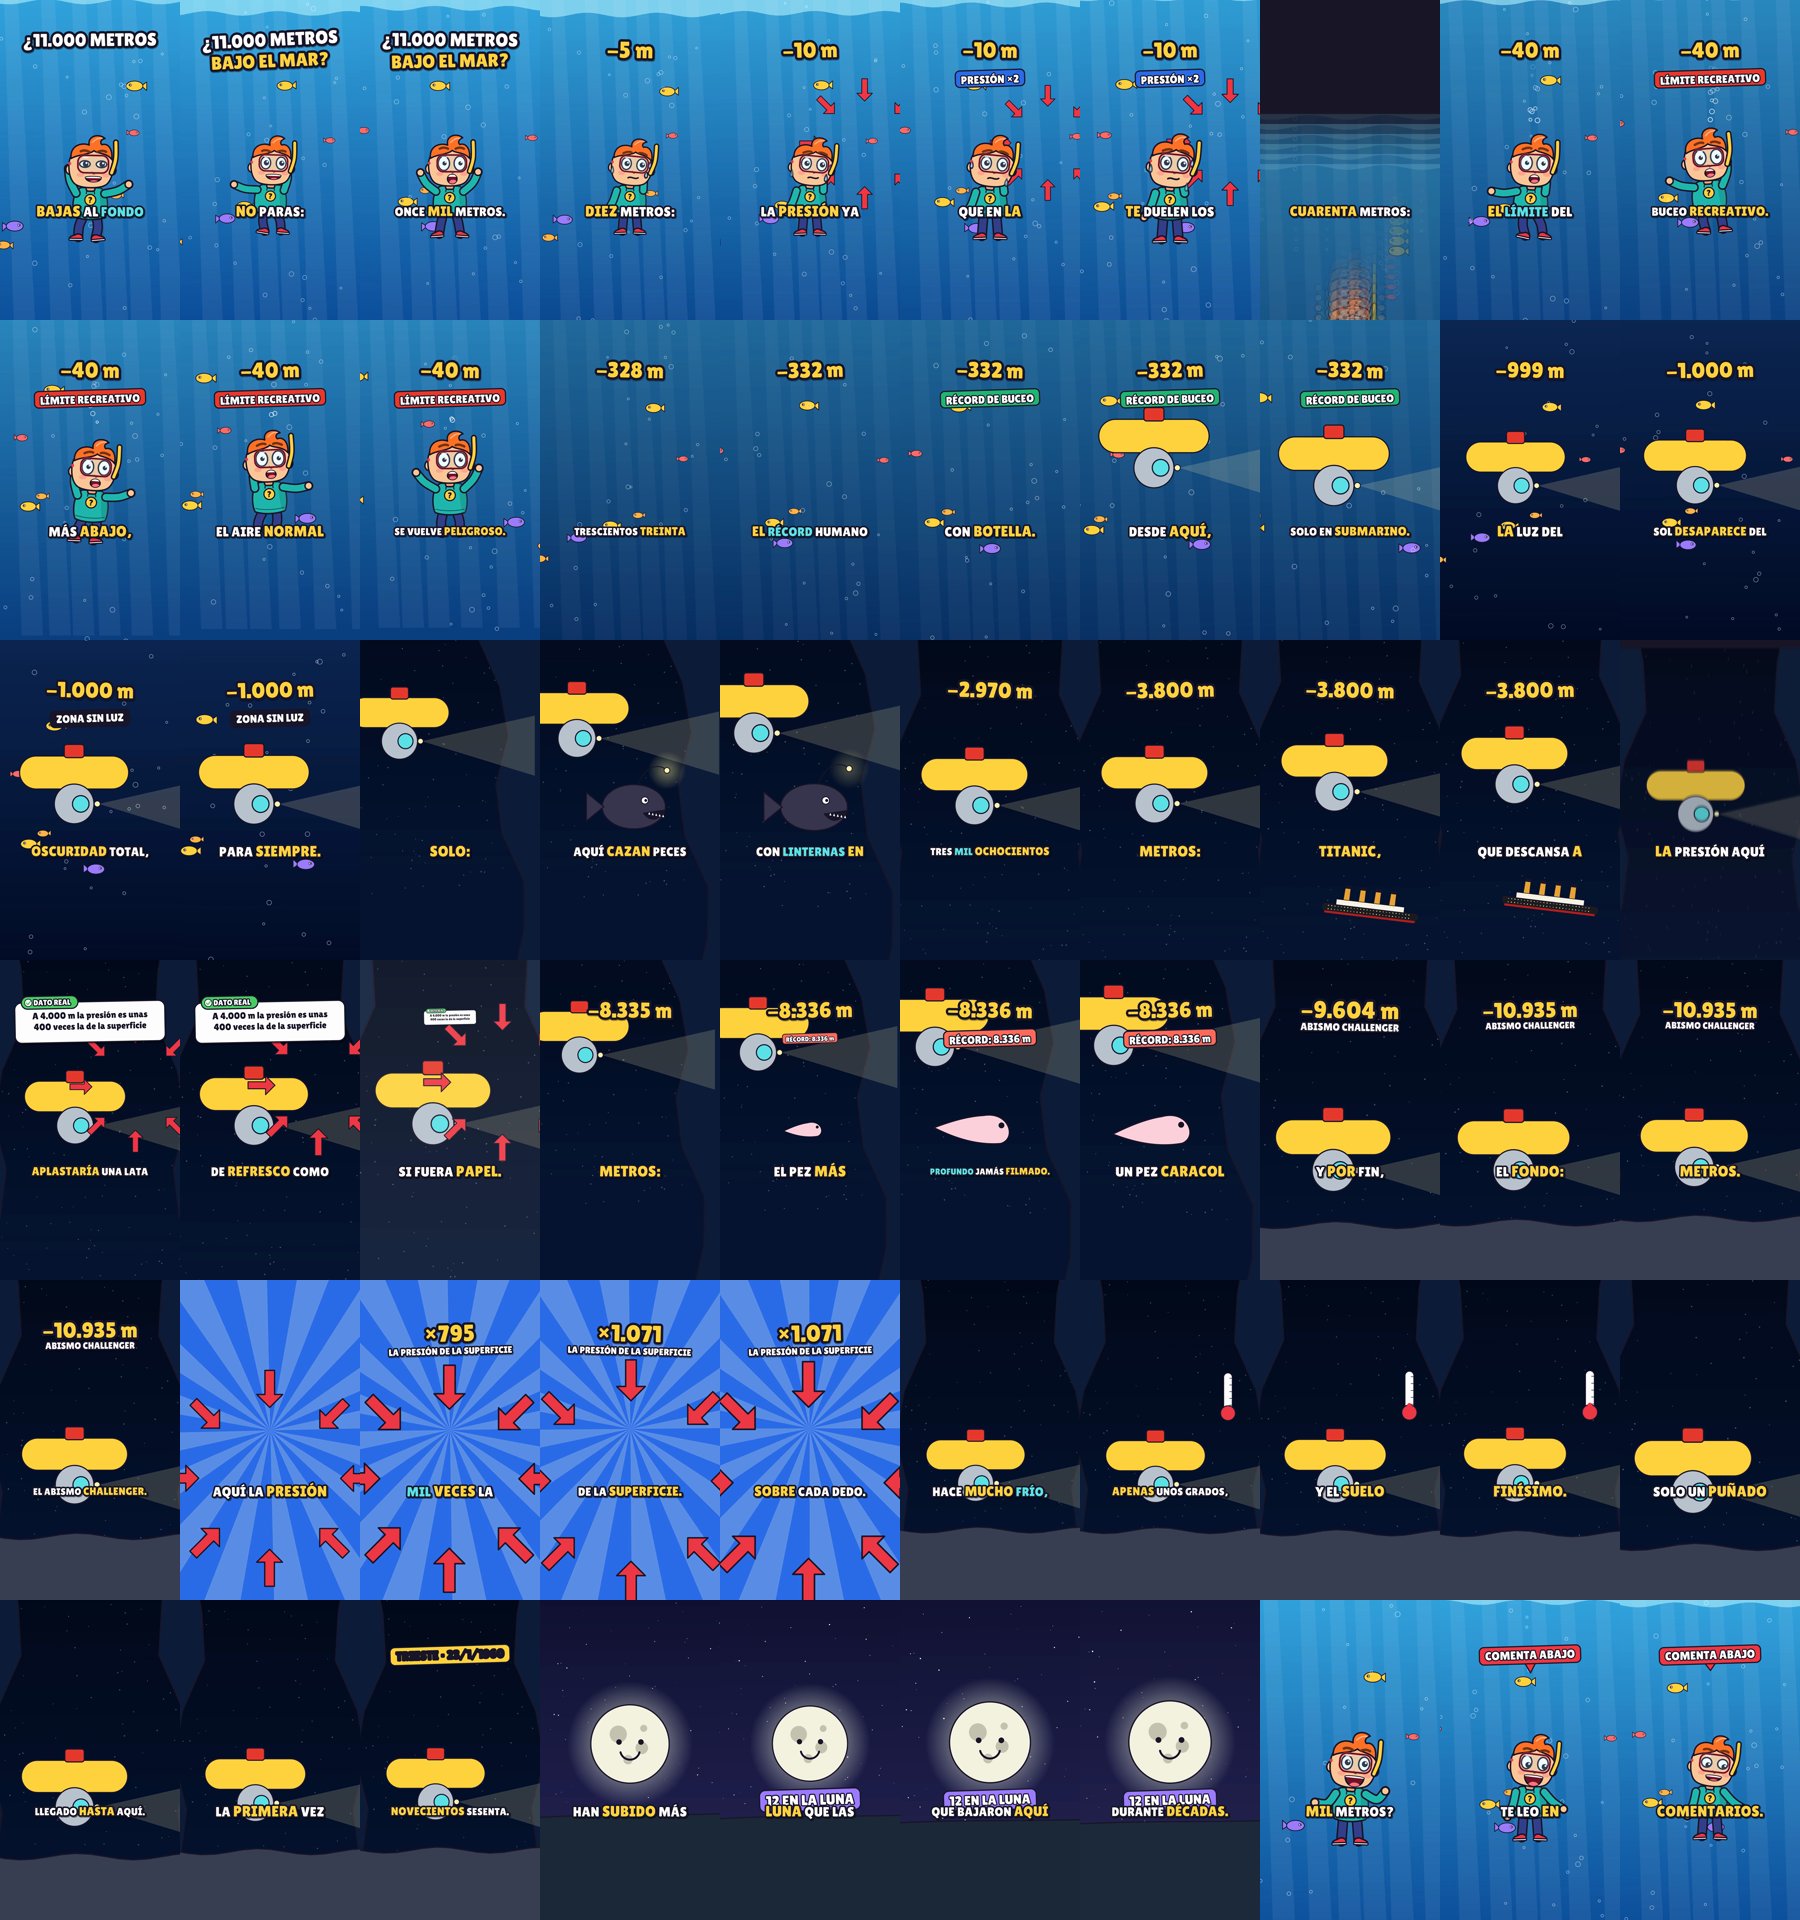 ¿11.000 METROS
BAJAS AL FONDO
¿11.000 METROS
BAJO EL MAR?
NO PARAS:
¿11.000 METROS
BAJO EL MAR?
ONCE MIL METROS.
–5 m
DIEZ METROS:
–10 m
LA PRESIÓN YA
–10 m
PRESIÓN ×2
QUE EN LA
–10 m
PRESIÓN ×2
TE DUELEN LOS
CUARENTA METROS:
–40 m
EL LÍMITE DEL
–40 m
LÍMITE RECREATIVO
BUCEO RECREATIVO.
–40 m
LÍMITE RECREATIVO
MÁS ABAJO,
–40 m
LÍMITE RECREATIVO
EL AIRE NORMAL
–40 m
LÍMITE RECREATIVO
SE VUELVE PELIGROSO.
–328 m
TRESCIENTOS TREINTA
–332 m
EL RÉCORD HUMANO
–332 m
RÉCORD DE BUCEO
CON BOTELLA.
–332 m
RÉCORD DE BUCEO
DESDE AQUÍ,
–332 m
RÉCORD DE BUCEO
SOLO EN SUBMARINO.
–999 m
LA LUZ DEL
–1.000 m
SOL DESAPARECE DEL
–1.000 m
ZONA SIN LUZ
OSCURIDAD TOTAL,
–1.000 m
ZONA SIN LUZ
PARA SIEMPRE.
SOLO:
AQUÍ CAZAN PECES
CON LINTERNAS EN
–2.970 m
TRES MIL OCHOCIENTOS
–3.800 m
METROS:
–3.800 m
TITANIC,
–3.800 m
QUE DESCANSA A
LA PRESIÓN AQUÍ
DATO REAL
A 4.000 m la presión es unas
400 veces la de la superficie
APLASTARÍA UNA LATA
DATO REAL
A 4.000 m la presión es unas
400 veces la de la superficie
DE REFRESCO COMO
SI FUERA PAPEL.
–8.335 m
METROS:
–8.336 m
RÉCORD: 8.336 m
EL PEZ MÁS
–8.336 m
RÉCORD: 8.336 m
PROFUNDO JAMÁS FILMADO.
–8.336 m
RÉCORD: 8.336 m
UN PEZ CARACOL
–9.604 m
ABISMO CHALLENGER
Y POR FIN,
–10.935 m
ABISMO CHALLENGER
EL FONDO:
–10.935 m
ABISMO CHALLENGER
METROS.
–10.935 m
ABISMO CHALLENGER
EL ABISMO CHALLENGER.
AQUÍ LA PRESIÓN
×795
LA PRESIÓN DE LA SUPERFICIE
MIL VECES LA
×1.071
LA PRESIÓN DE LA SUPERFICIE
DE LA SUPERFICIE.
×1.071
LA PRESIÓN DE LA SUPERFICIE
SOBRE CADA DEDO.
HACE MUCHO FRÍO,
APENAS UNOS GRADOS,
Y EL SUELO
FINÍSIMO.
SOLO UN PUÑADO
LLEGADO HASTA AQUÍ.
LA PRIMERA VEZ
NOVECIENTOS SESENTA.
HAN SUBIDO MÁS
12 EN LA LUNA
LUNA QUE LAS
12 EN LA LUNA
QUE BAJARON AQUÍ
12 EN LA LUNA
DURANTE DÉCADAS.
MIL METROS?
COMENTA ABAJO
TE LEO EN
COMENTA ABAJO
COMENTARIOS.